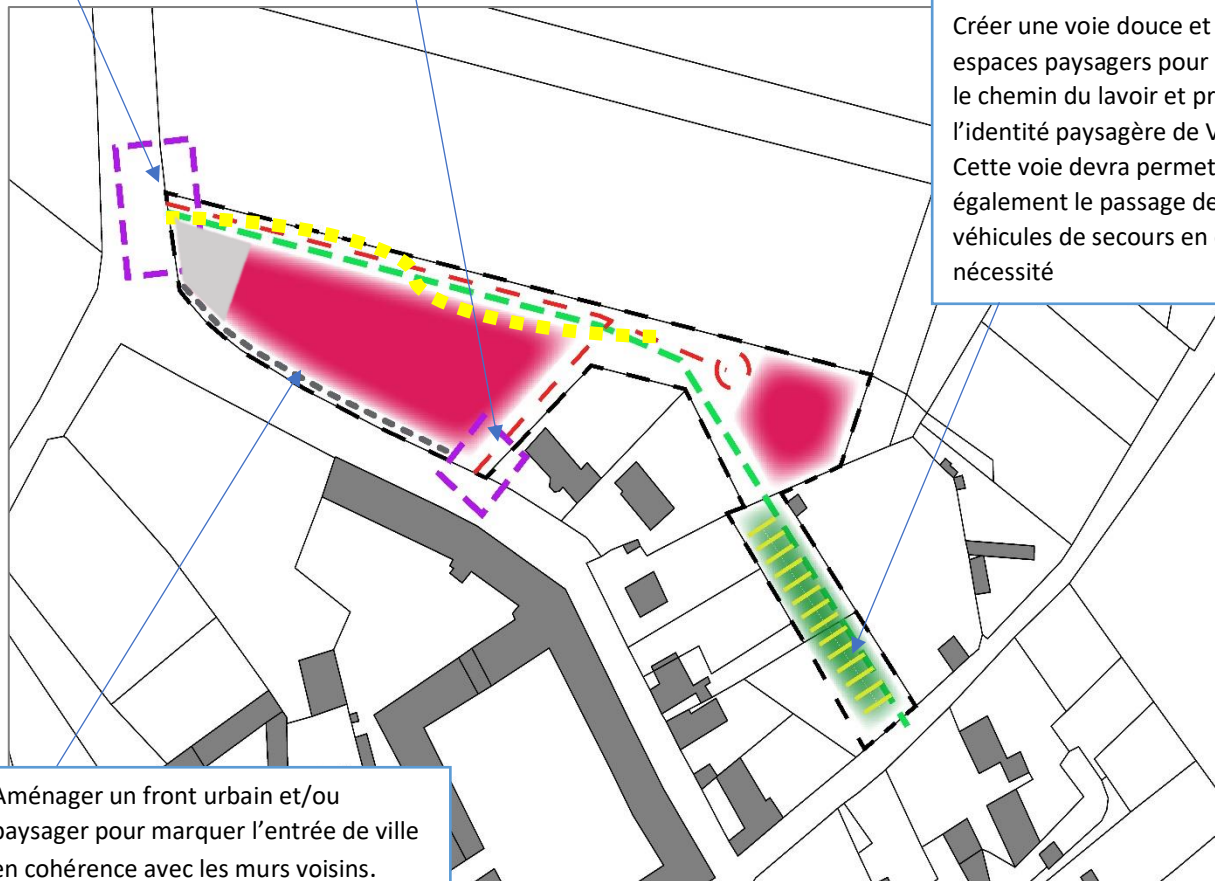 Créer une voie douce et
espaces paysagers pour
le chemin du lavoir et pr
l'identité paysagère de V
Cette voie devra permet
également le passage de
véhicules de secours en
nécessité
Aménager un front urbain et/ou
paysager pour marquer l'entrée de ville
en cohérence avec les murs voisins.